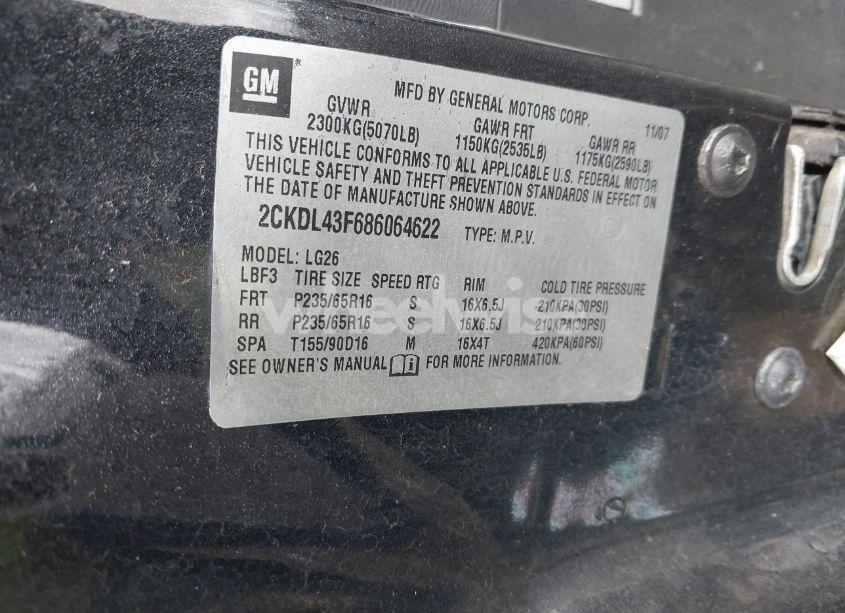 GM
MFD BY GENERAL MOTORS CORP. 11/07
GVWR GAWR FRT GAWR RR
2300KG(5070LB) 1150KG(2535LB) 1175KG(2590LB)
THIS VEHICLE CONFORMS TO ALL APPLICABLE U.S. FEDERAL MOTOR
VEHICLE SAFETY AND THEFT PREVENTION STANDARDS IN EFFECT ON
THE DATE OF MANUFACTURE SHOWN ABOVE.
2CKDL43F686064622 TYPE: M.P.V.
MODEL: LG26
LBF3 TIRE SIZE SPEED RTG RIM COLD TIRE PRESSURE
FRT P235/65R16 S 16X6.5J 210KPA(30PSI)
RR P235/65R16 S 16X6.5J 210KPA(30PSI)
SPA T155/90D16 M 16X4T 420KPA(60PSI)
SEE OWNER'S MANUAL FOR MORE INFORMATION.